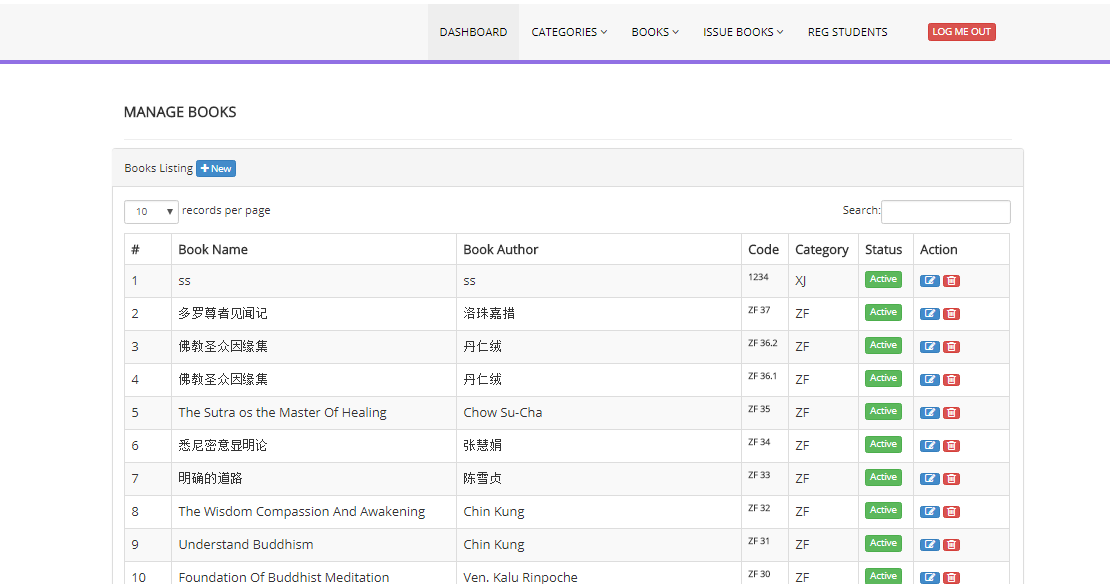 DASHBOARD CATEGORIES BOOKS ISSUE BOOKS REG STUDENTS LOG ME OUT
MANAGE BOOKS
Books Listing New
10 records per page Search:
# Book Name Book Author Code Category Status Action
1 ss ss 1234 XJ Active
2 多罗尊者见闻记 洛珠嘉措 ZF 37 ZF Active
3 佛教圣众因缘集 丹仁绒 ZF 36.2 ZF Active
4 佛教圣众因缘集 丹仁绒 ZF 36.1 ZF Active
5 The Sutra os the Master Of Healing Chow Su-Cha ZF 35 ZF Active
6 悉尼密意显明论 张慧娟 ZF 34 ZF Active
7 明确的道路 陈雪贞 ZF 33 ZF Active
8 The Wisdom Compassion And Awakening Chin Kung ZF 32 ZF Active
9 Understand Buddhism Chin Kung ZF 31 ZF Active
10 Foundation Of Buddhist Meditation Ven. Kalu Rinpoche ZF 30 ZF Active